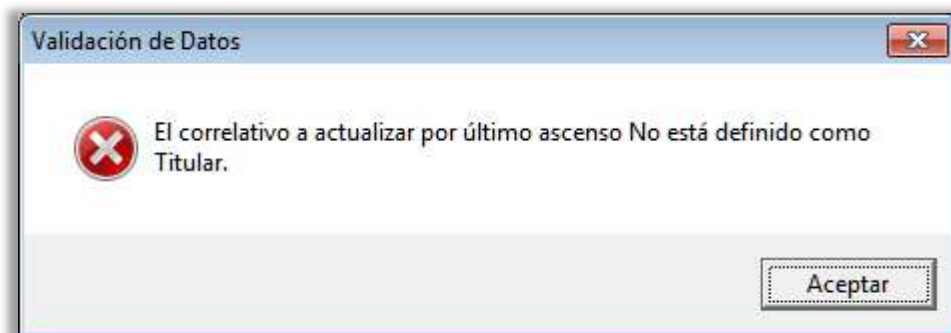 Validación de Datos
El correlativo a actualizar por último ascenso No está definido como
Titular.
Aceptar